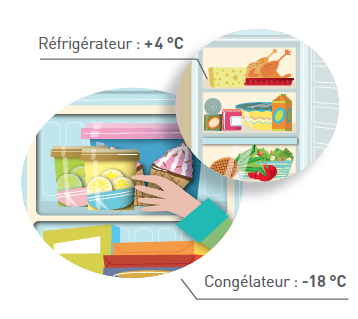 Réfrigérateur : +4 °C
Congélateur : -18 °C